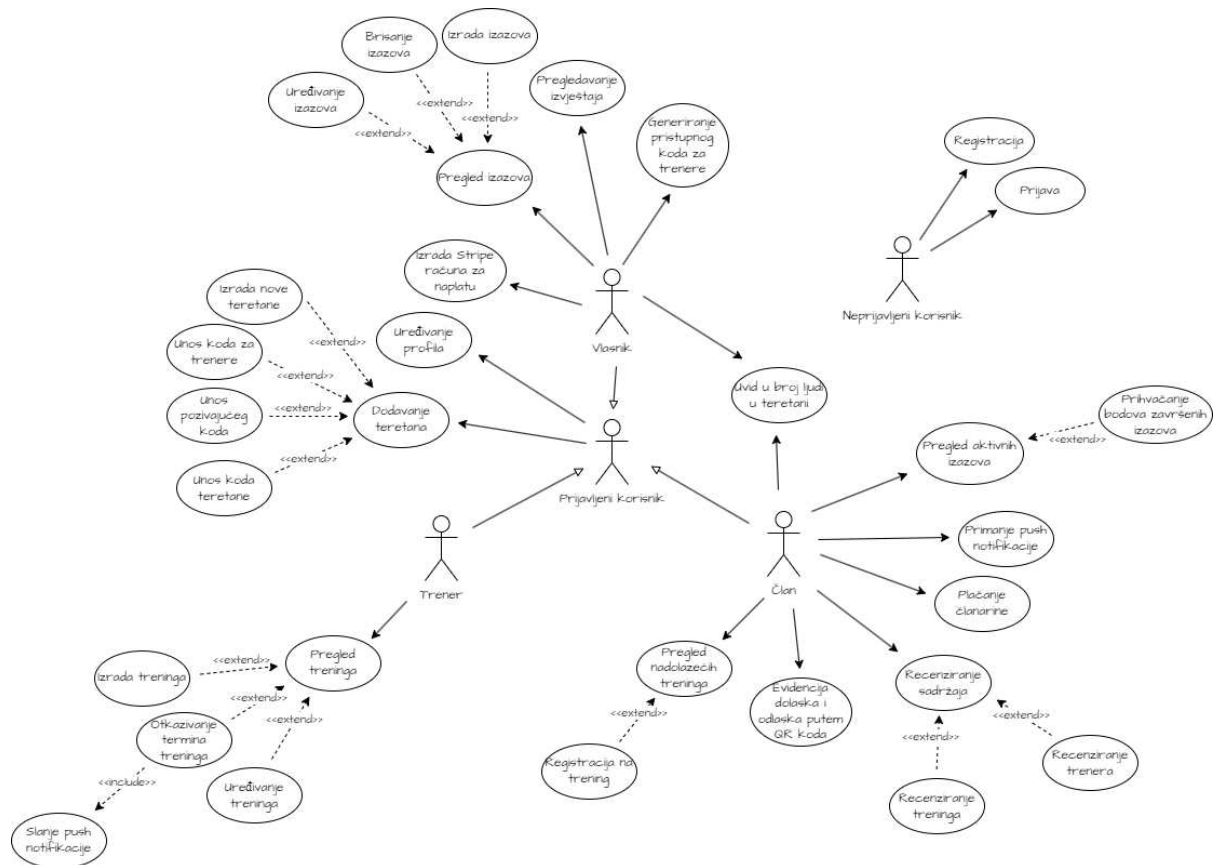 Brisanje
izazova
Izrada izazova
Uređivanje
izazova
<<extend>>
<<extend>>
<<extend>>
Pregled izazova
Pregledavanje
izvještaja
Generiranje
pristupnog
koda za
trenere
Registracija
Prijava
Neprijavljeni korisnik
Izrada Stripe
računa za
naplatu
Vlasnik
Izrada nove
teretane
<<extend>>
Unos koda za
trenere
<<extend>>
Unos
pozivajućeg
koda
<<extend>>
Unos koda
teretane
<<extend>>
Uređivanje
profila
Dodavanje
teretana
Prijavljeni korisnik
Uvid u broj ljudi
u teretani
Prihvaćanje
bodova završenih
izazova
<<extend>>
Pregled aktivnih
izazova
Primanje push
notifikacije
Plaćanje
članarine
Trener
Član
Pregled
treninga
Izrada treninga
<<extend>>
<<extend>>
<<extend>>
Otkazivanje
termina
treninga
Uređivanje
treninga
<<include>>
Slanje push
notifikacije
Pregled
nadolazećih
treninga
<<extend>>
Registracija na
trening
Evidencija
dolaska i
odlaska putem
QR koda
Recenziranje
sadržaja
<<extend>>
<<extend>>
Recenziranje
trenera
Recenziranje
treninga